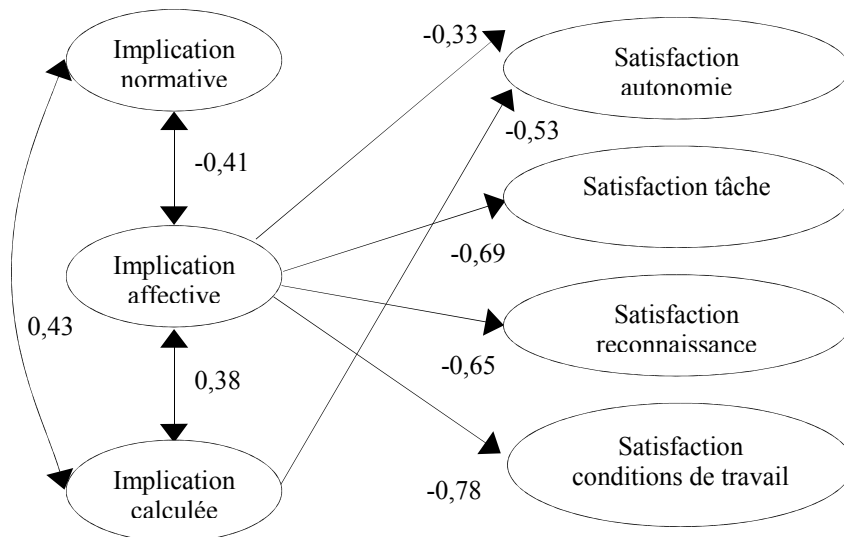 Implication
normative
-0,33
Satisfaction
autonomie
-0,53
-0,41
Satisfaction tâche
-0,69
Implication
affective
0,43
Satisfaction
reconnaissance
-0,65
0,38
Satisfaction
conditions de travail
-0,78
Implication
calculée